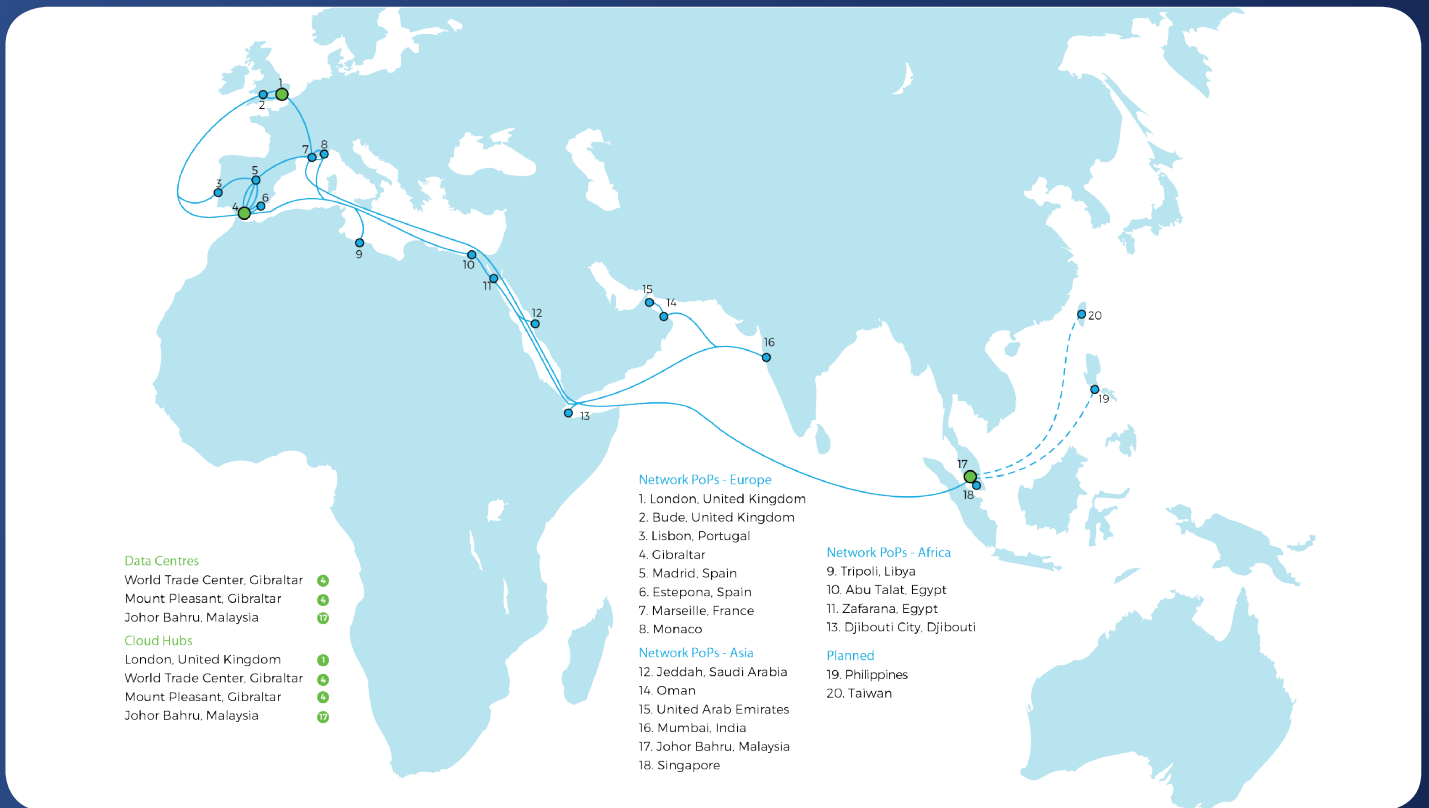 1
2
3
4
5
6
7
8
9
10
11
12
13
14
15
16
17
18
19
20
Data Centres
World Trade Center, Gibraltar 4
Mount Pleasant, Gibraltar 4
Johor Bahru, Malaysia 17
Cloud Hubs
London, United Kingdom 1
World Trade Center, Gibraltar 4
Mount Pleasant, Gibraltar 4
Johor Bahru, Malaysia 17
Network PoPs - Europe
1. London, United Kingdom
2. Bude, United Kingdom
3. Lisbon, Portugal
4. Gibraltar
5. Madrid, Spain
6. Estepona, Spain
7. Marseille, France
8. Monaco
Network PoPs - Asia
12. Jeddah, Saudi Arabia
14. Oman
15. United Arab Emirates
16. Mumbai, India
17. Johor Bahru, Malaysia
18. Singapore
Network PoPs - Africa
9. Tripoli, Libya
10. Abu Talat, Egypt
11. Zafarana, Egypt
13. Djibouti City, Djibouti
Planned
19. Philippines
20. Taiwan